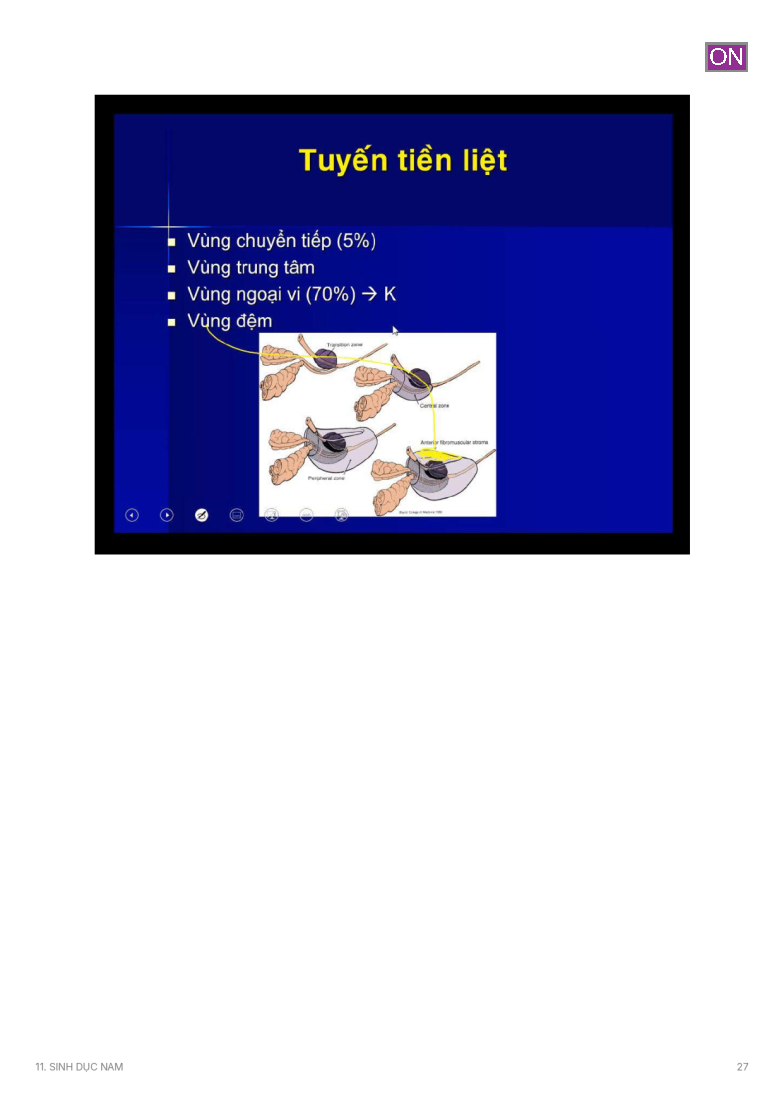 ON
Tuyến tiền liệt
Vùng chuyển tiếp (5%)
Vùng trung tâm
Vùng ngoại vi (70%) → K
Vùng đệm
Transition zone
Central zone
Anterior fibromuscular stroma
Peripheral zone
11. SINH DỤC NAM
27